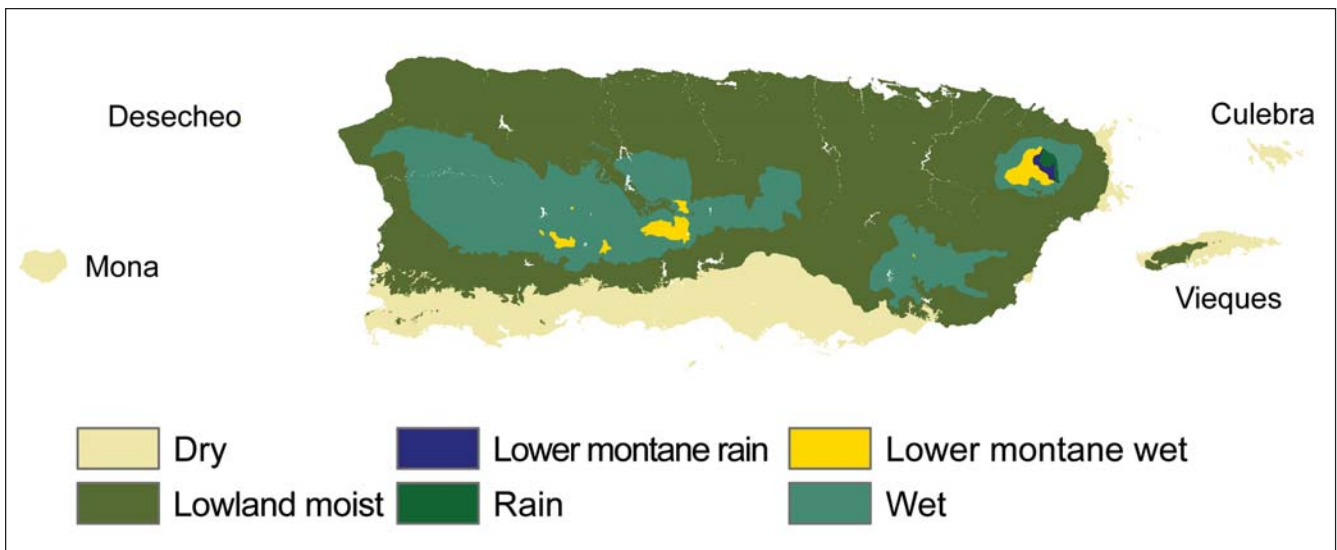 Desecheo
Culebra
Mona
Vieques
Dry
Lower montane rain
Lower montane wet
Lowland moist
Rain
Wet